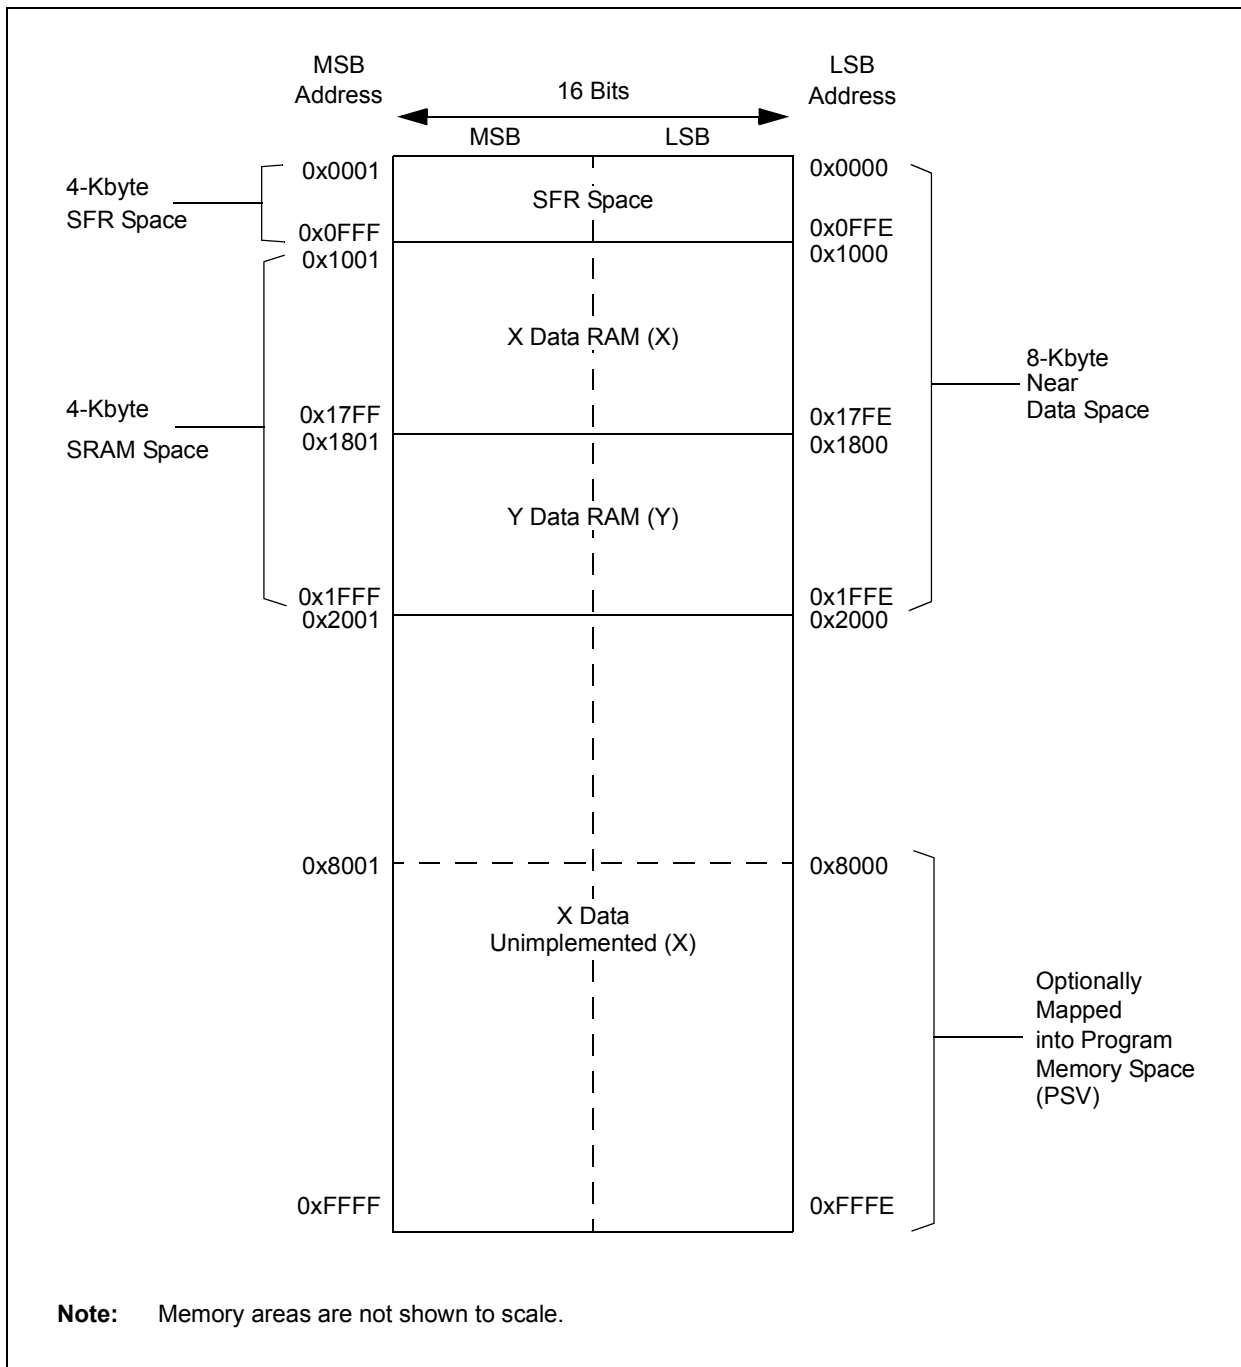 MSB
Address
16 Bits
LSB
Address
MSB
LSB
0x0001
0x0000
4-Kbyte
SFR Space
SFR Space
0x0FFF
0x0FFE
0x1001
0x1000
X Data RAM (X)
8-Kbyte
Near
Data Space
4-Kbyte
SRAM Space
0x17FF
0x17FE
0x1801
0x1800
Y Data RAM (Y)
0x1FFF
0x1FFE
0x2001
0x2000
0x8001
0x8000
X Data
Unimplemented (X)
Optionally
Mapped
into Program
Memory Space
(PSV)
0xFFFF
0xFFFE
Note: Memory areas are not shown to scale.